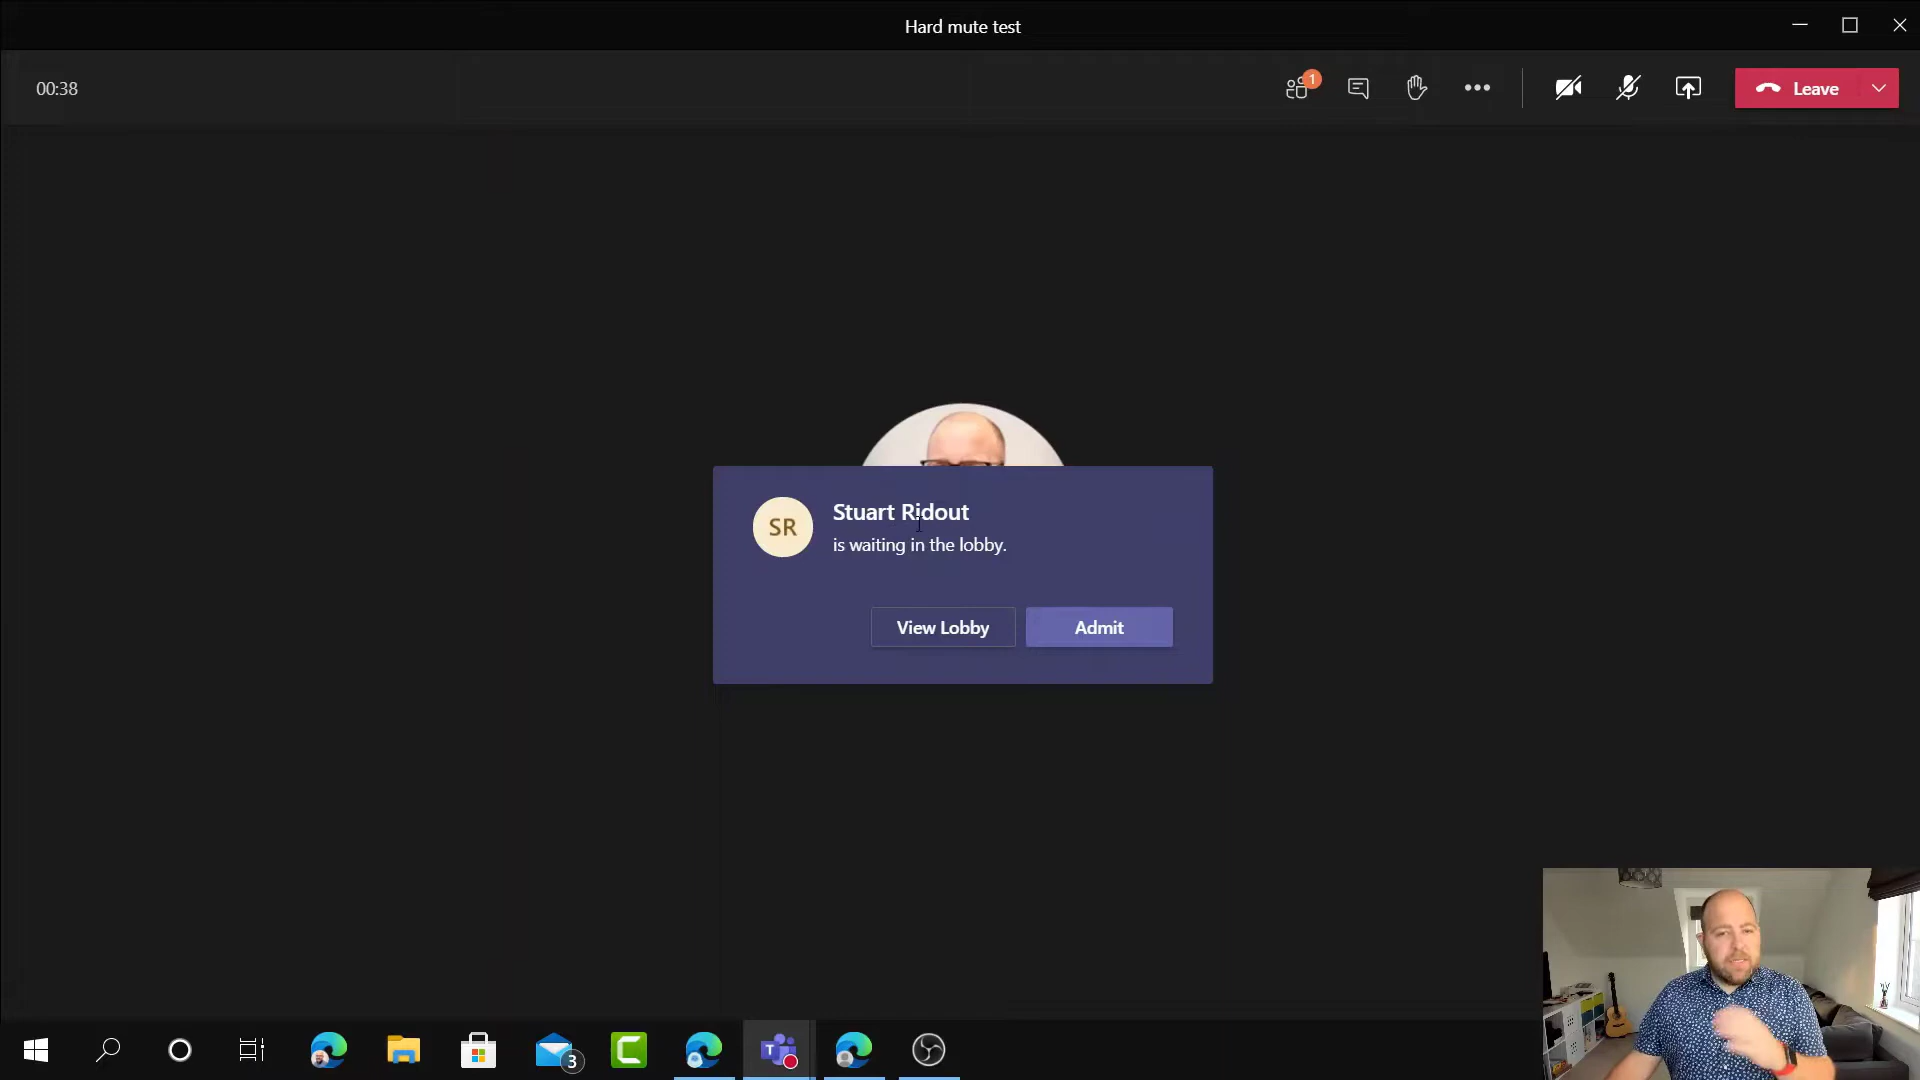 Hard mute test
00:38
1
Leave
SR
Stuart Ridout
is waiting in the lobby.
View Lobby
Admit
3
T